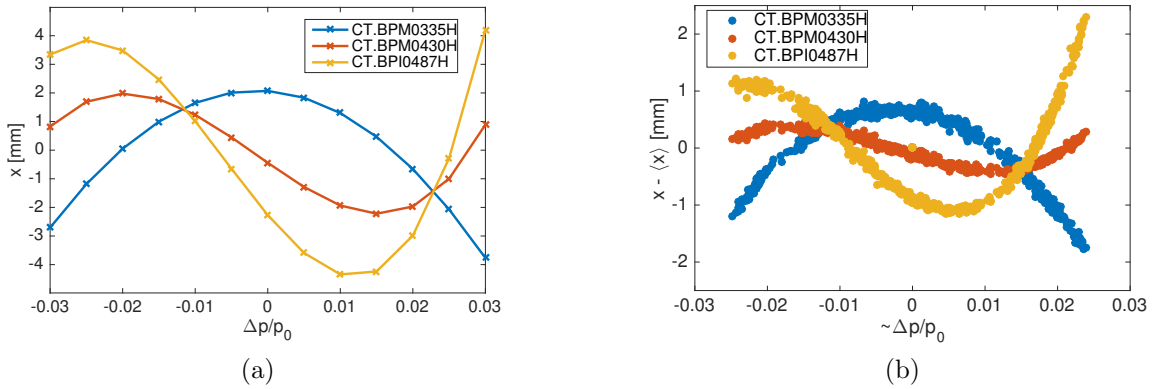 CT.BPM0335H
CT.BPM0430H
CT.BPI0487H
4
3
2
1
0
-1
-2
-3
-4
x [mm]
-0.03 -0.02 -0.01 0 0.01 0.02 0.03
Δp/p₀
(a)
CT.BPM0335H
CT.BPM0430H
CT.BPI0487H
2
1
0
-1
-2
x - ⟨x⟩ [mm]
-0.03 -0.02 -0.01 0 0.01 0.02 0.03
~Δp/p₀
(b)